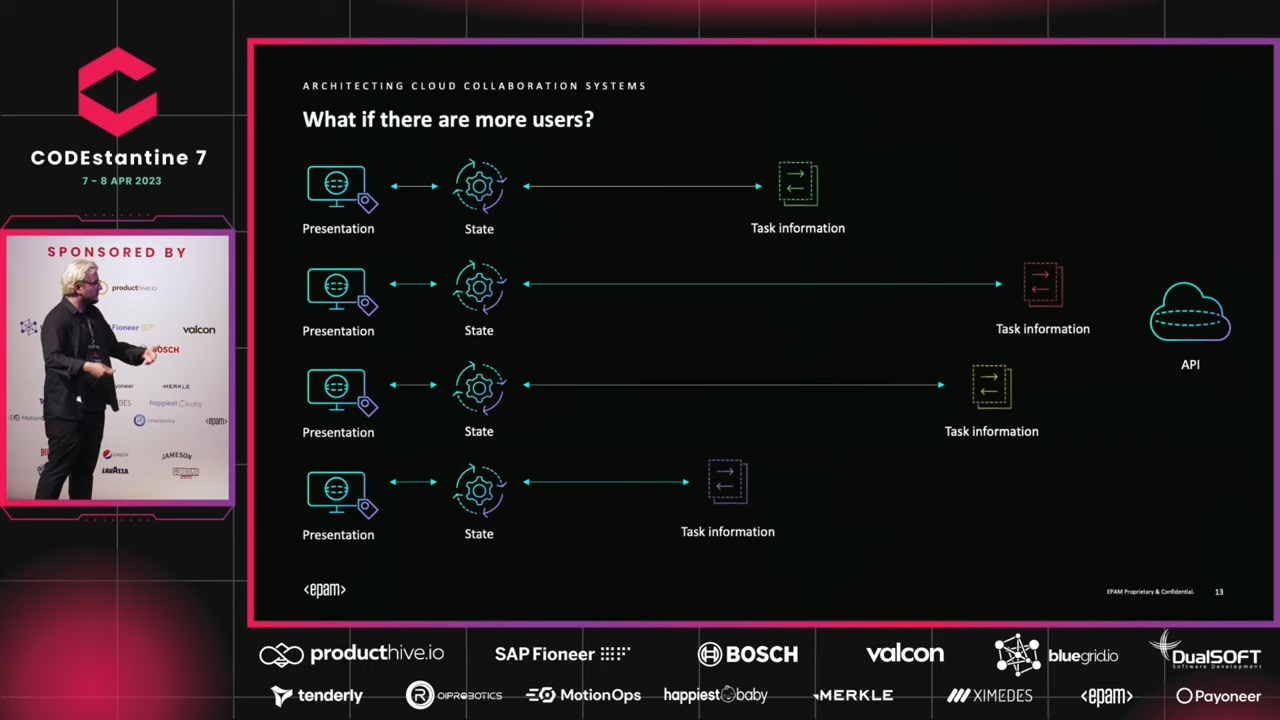 CODEstantine 7
7 - 8 APR 2023
SPONSORED BY
producthive.io
Fioneer
valcon
BOSCH
MERKLE
happiest baby
<epam>
pepsi
JAMESON
LAVAZZA
ARCHITECTING CLOUD COLLABORATION SYSTEMS
What if there are more users?
Presentation
State
Task information
Presentation
State
Task information
API
Presentation
State
Task information
Presentation
State
Task information
<epam>
EPAM Proprietary & Confidential.
13
producthive.io
SAP Fioneer
BOSCH
valcon
bluegrid.io
DualSOFT
Software Development
tenderly
OIPROBOTICS
MotionOps
happiest baby
MERKLE
XIMEDES
<epam>
Payoneer